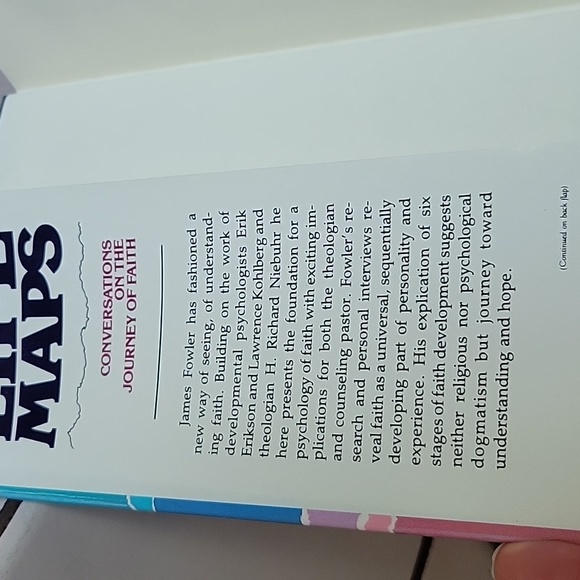 MAPS
CONVERSATIONS
ON THE
JOURNEY OF FAITH
James Fowler has fashioned a
new way of seeing, of understand-
ing faith. Building on the work of
developmental psychologists Erik
Erikson and Lawrence Kohlberg and
theologian H. Richard Niebuhr he
here presents the foundation for a
psychology of faith with exciting im-
plications for both the theologian
and counseling pastor. Fowler's re-
search and personal interviews re-
veal faith as a universal, sequentially
developing part of personality and
experience. His explication of six
stages of faith development suggests
neither religious nor psychological
dogmatism but journey toward
understanding and hope.
(Continued on back flap)